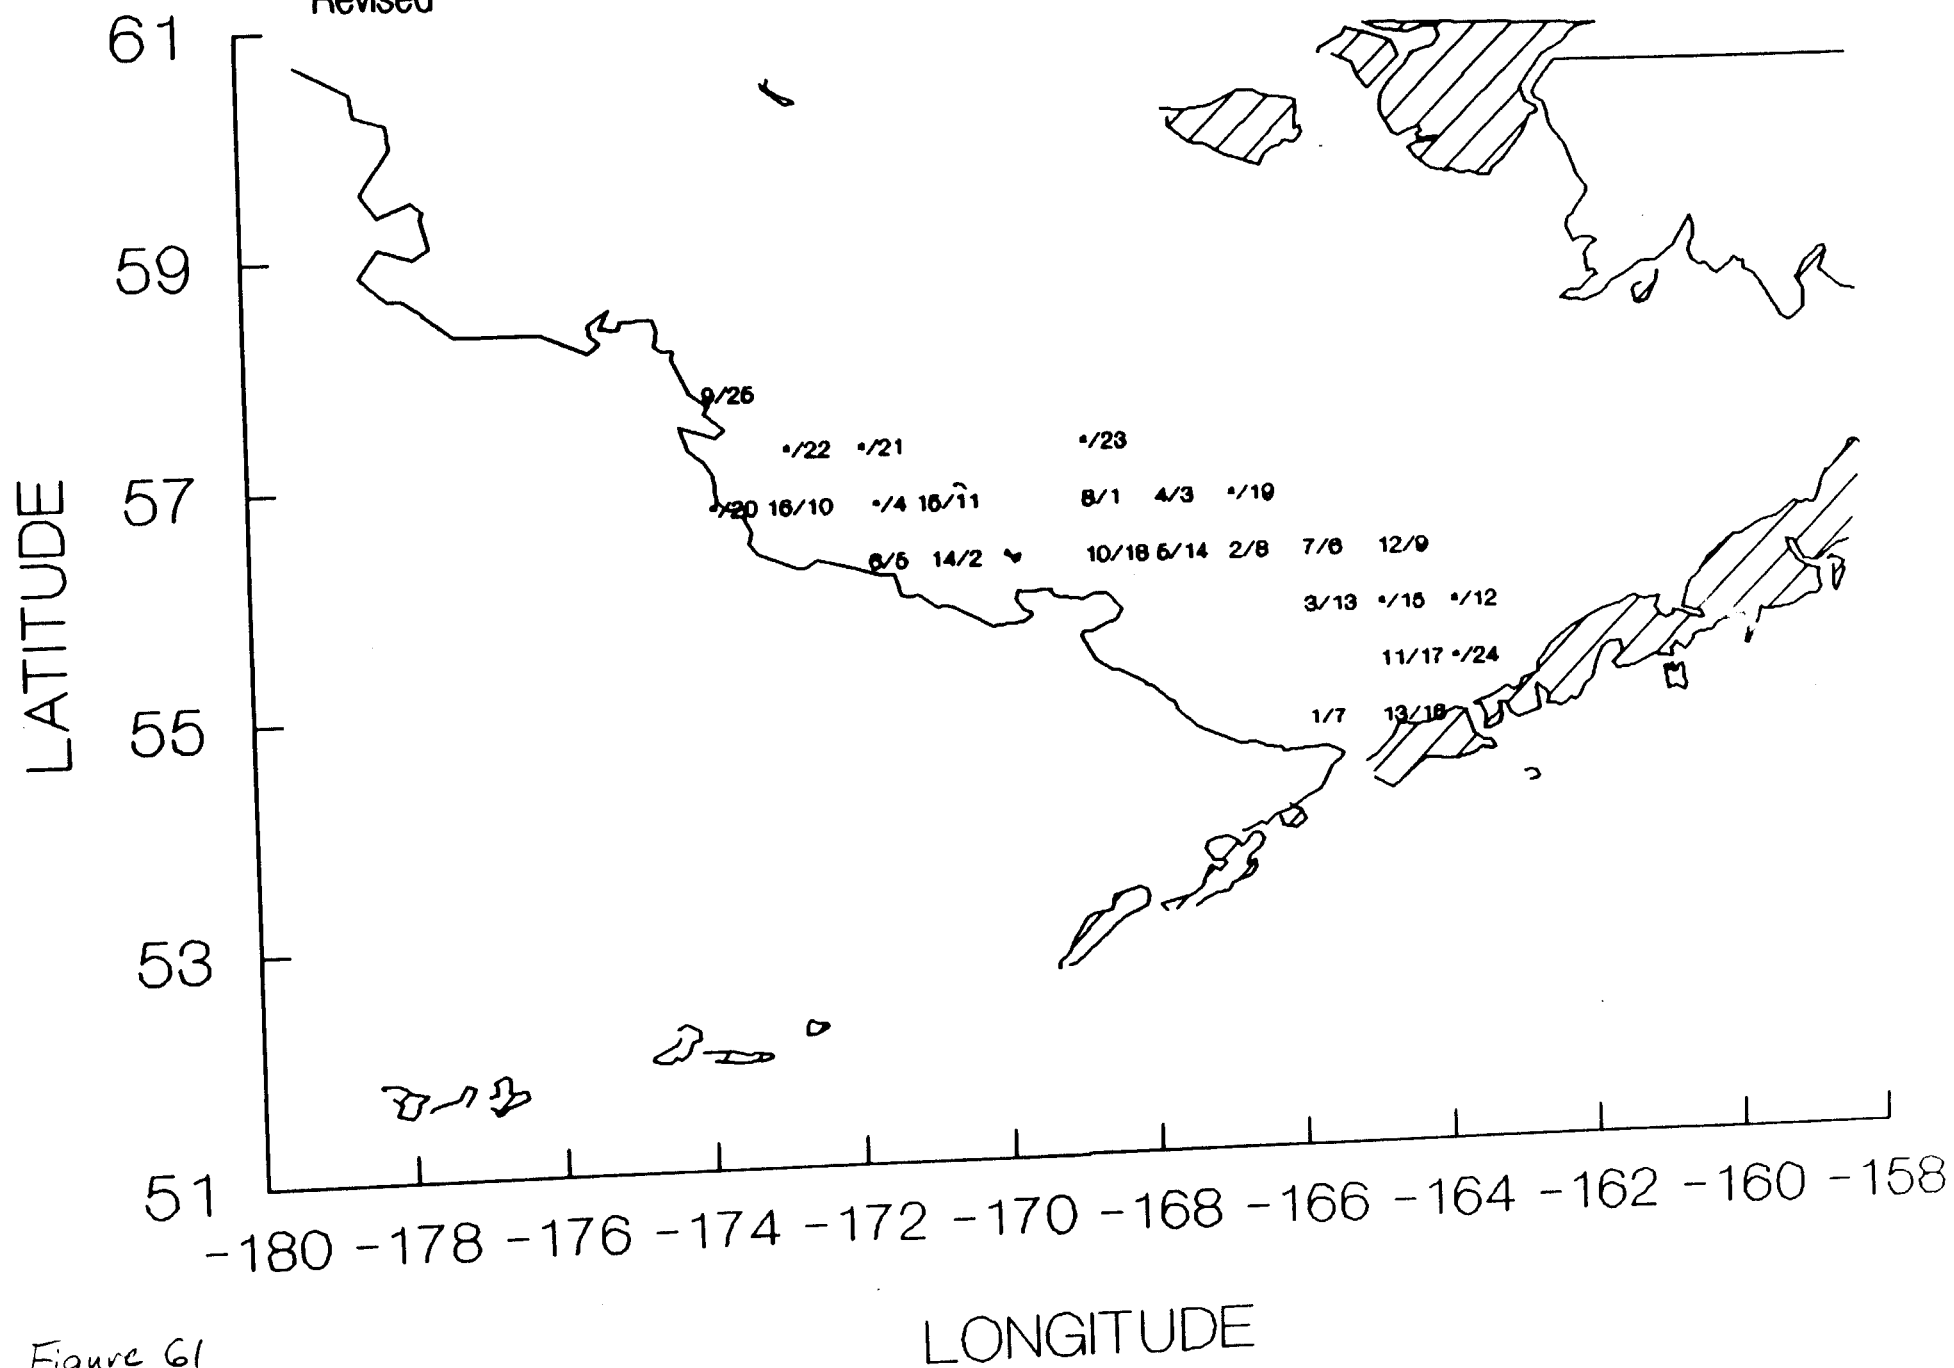 Revised
61
59
9/25
*/22 */21 */23
57
*/20 16/10 */4 15/11 8/1 4/3 */19
6/5 14/2 10/18 5/14 2/8 7/6 12/9
3/13 */15 */12
11/17 */24
55
1/7 13/16
53
51
-180 -178 -176 -174 -172 -170 -168 -166 -164 -162 -160 -158
LATITUDE
LONGITUDE
Figure 61